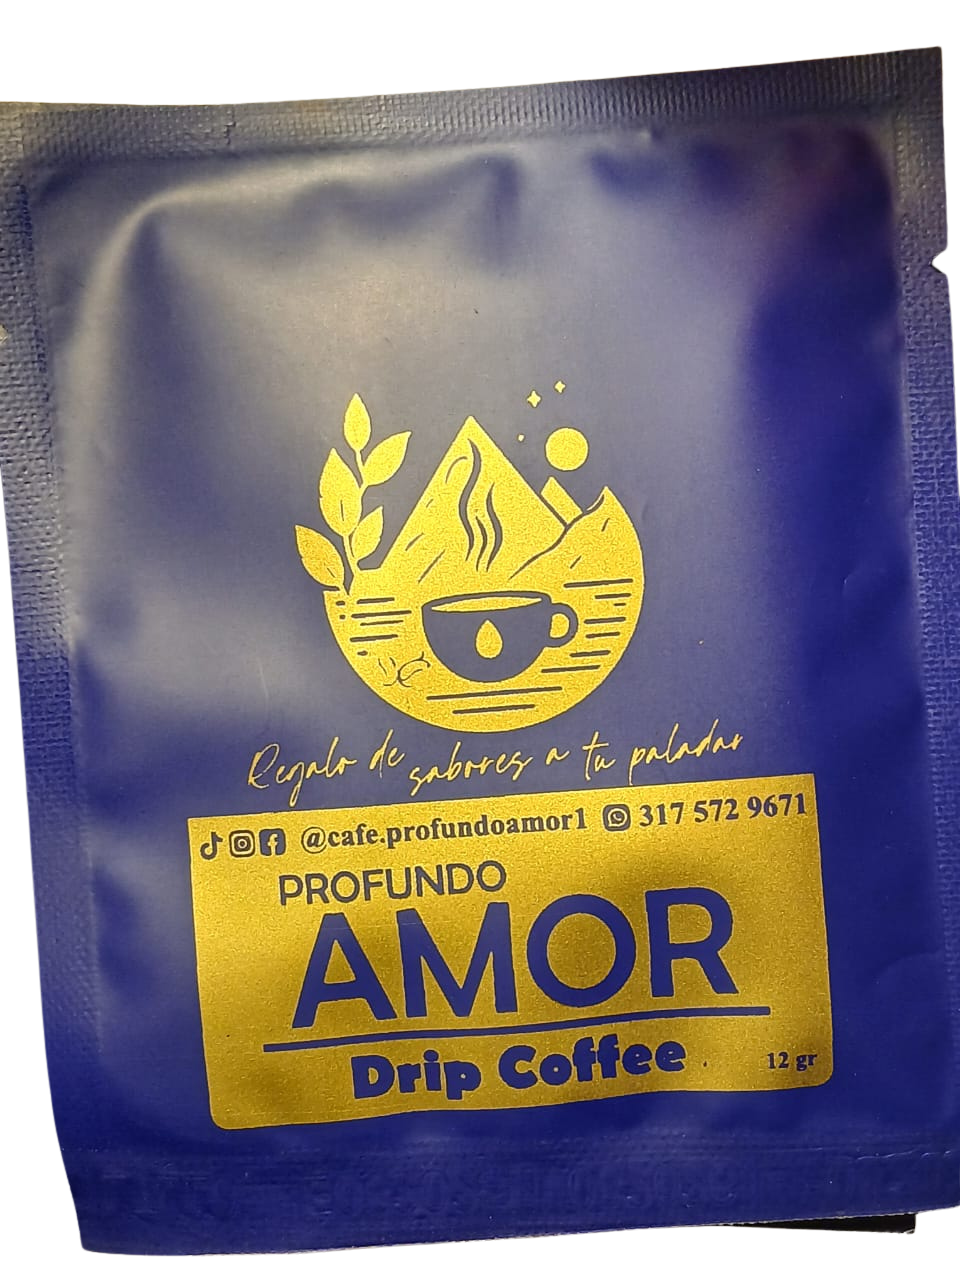 Regalo de sabores a tu paladar
@cafe.profundoamor1 317 572 9671
PROFUNDO
AMOR
Drip Coffee
12 gr